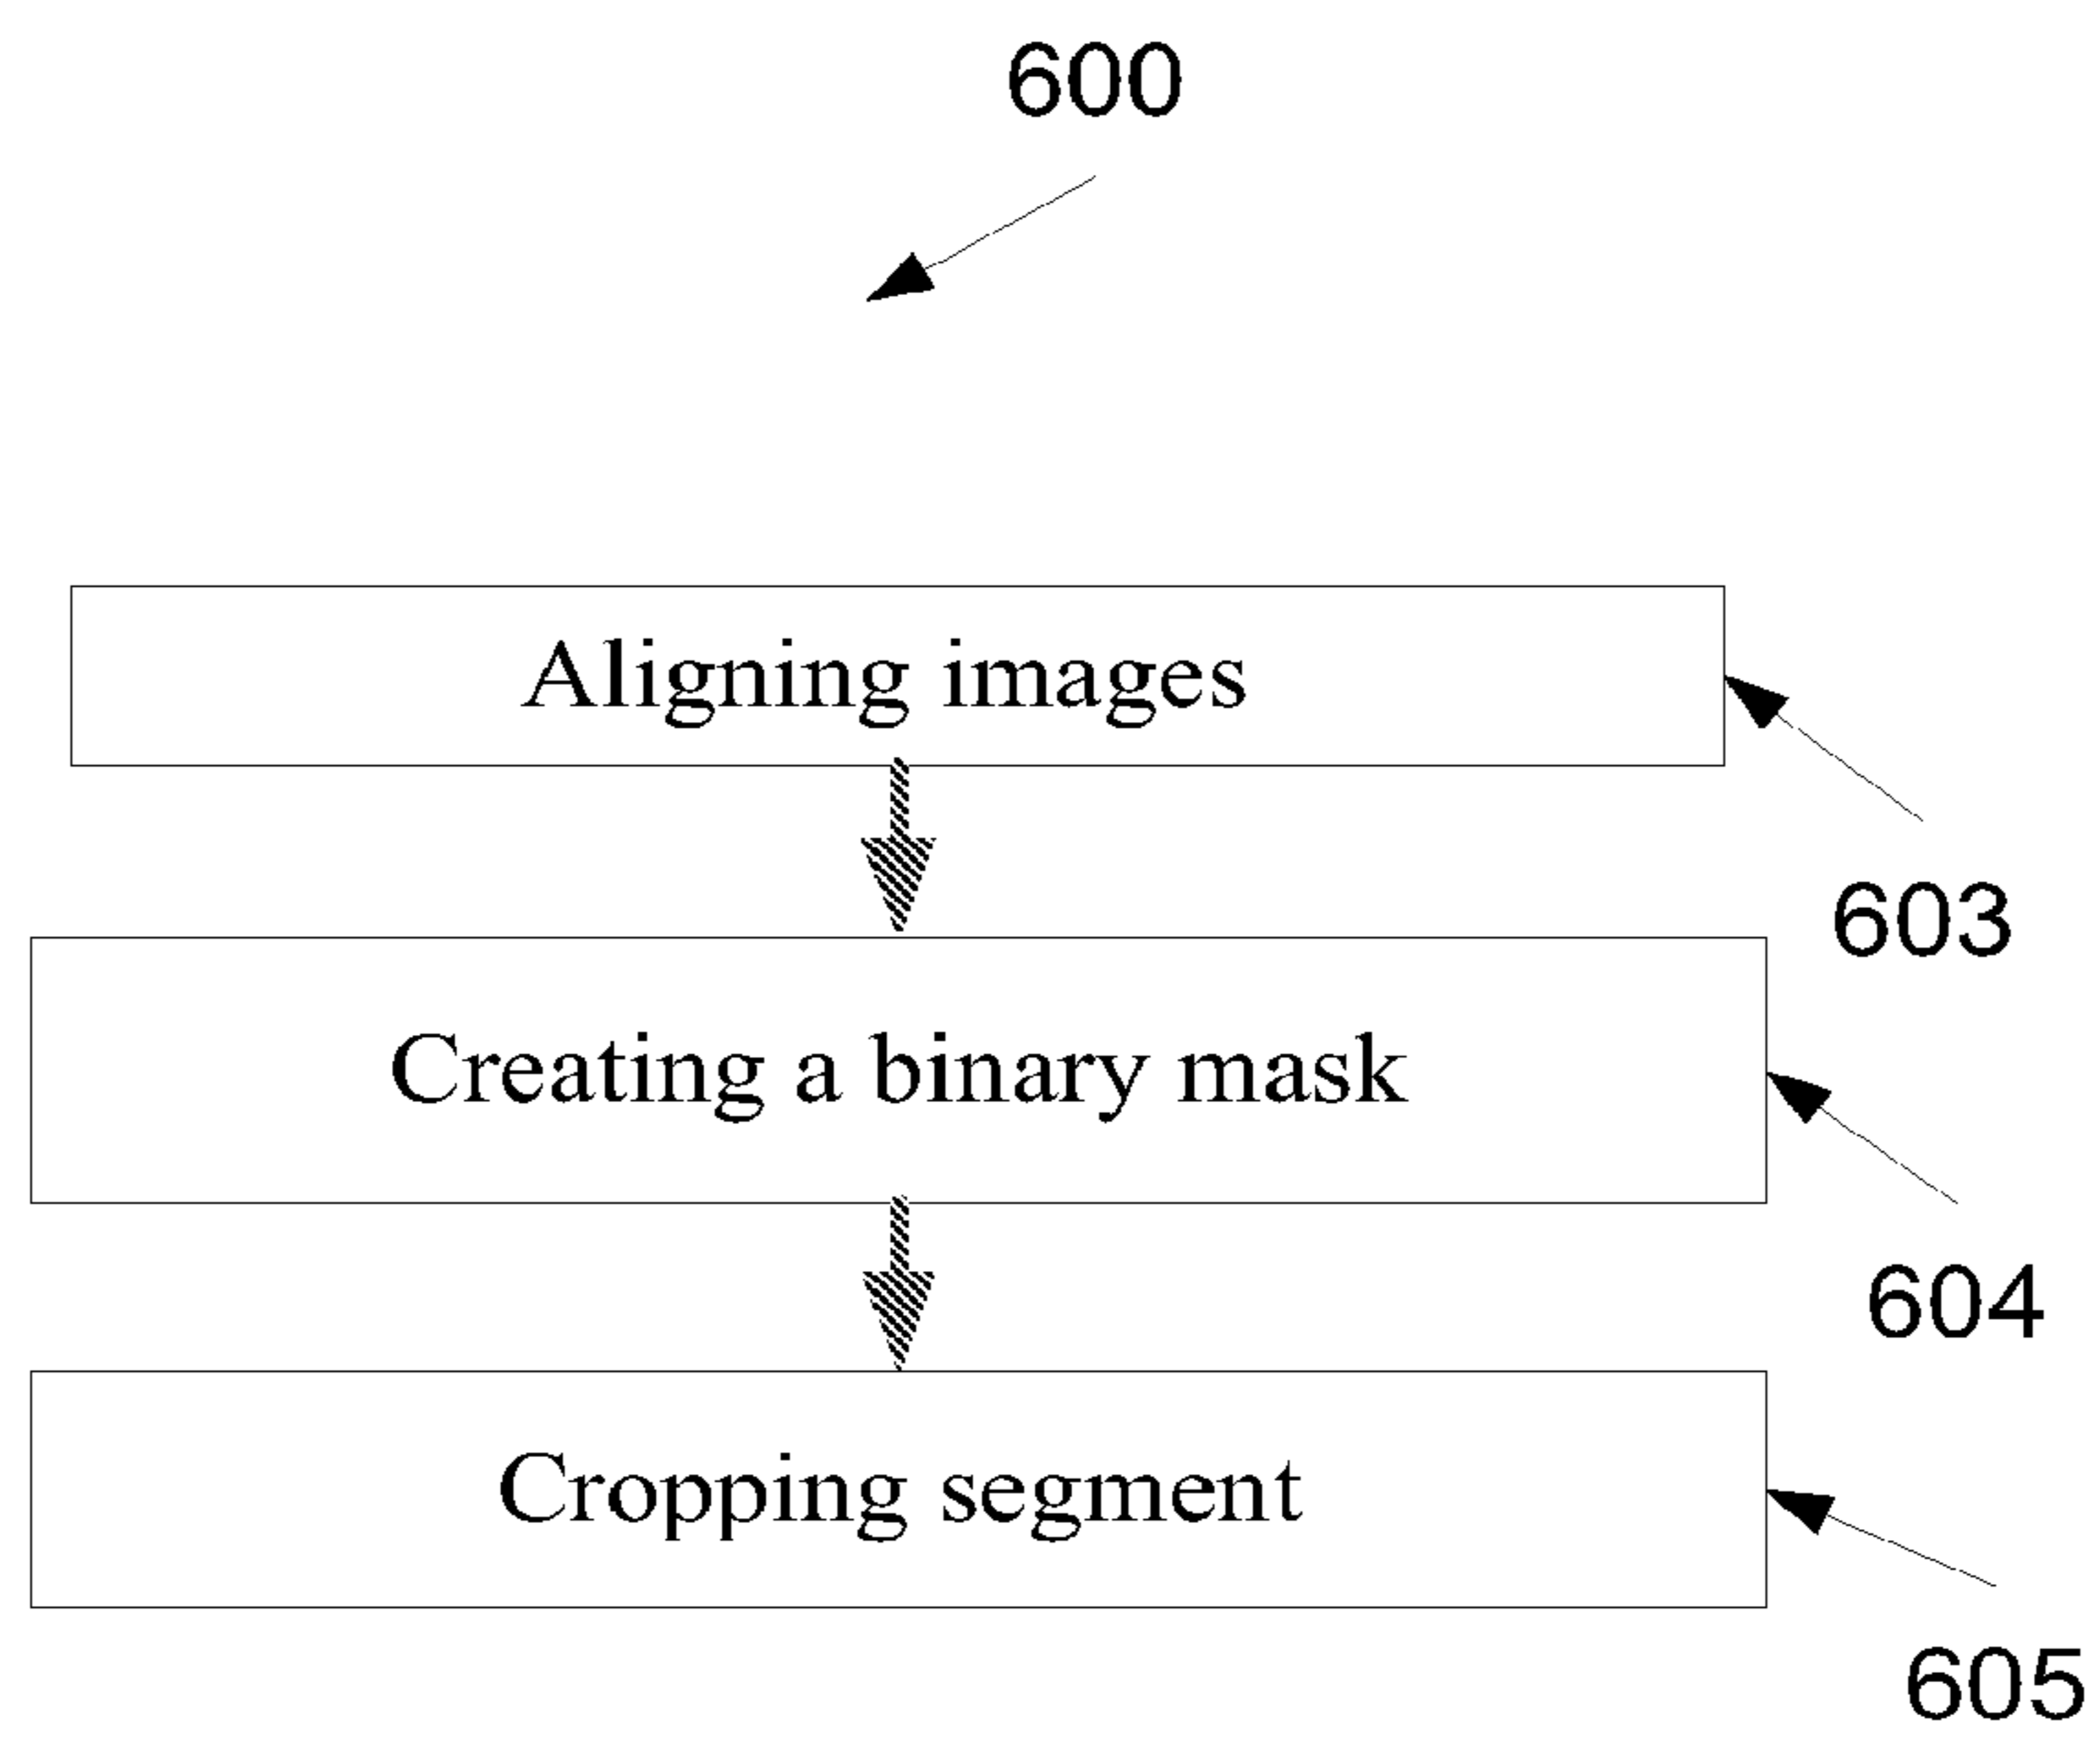 600
Aligning images
603
Creating a binary mask
604
Cropping segment
605